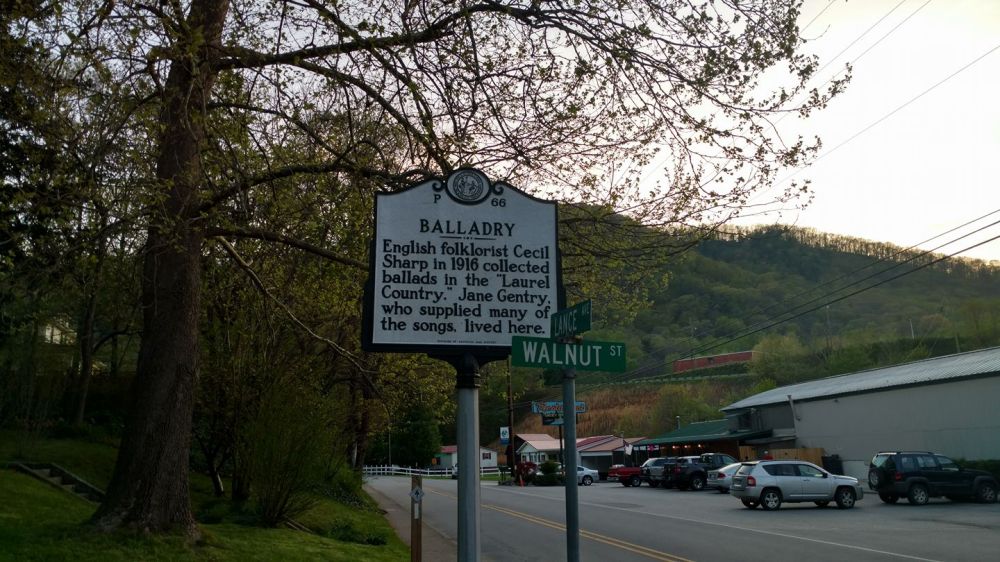 P 66
BALLADRY
English folklorist Cecil
Sharp in 1916 collected
ballads in the "Laurel
Country." Jane Gentry,
who supplied many of
the songs, lived here.
LANCE AVE
WALNUT ST